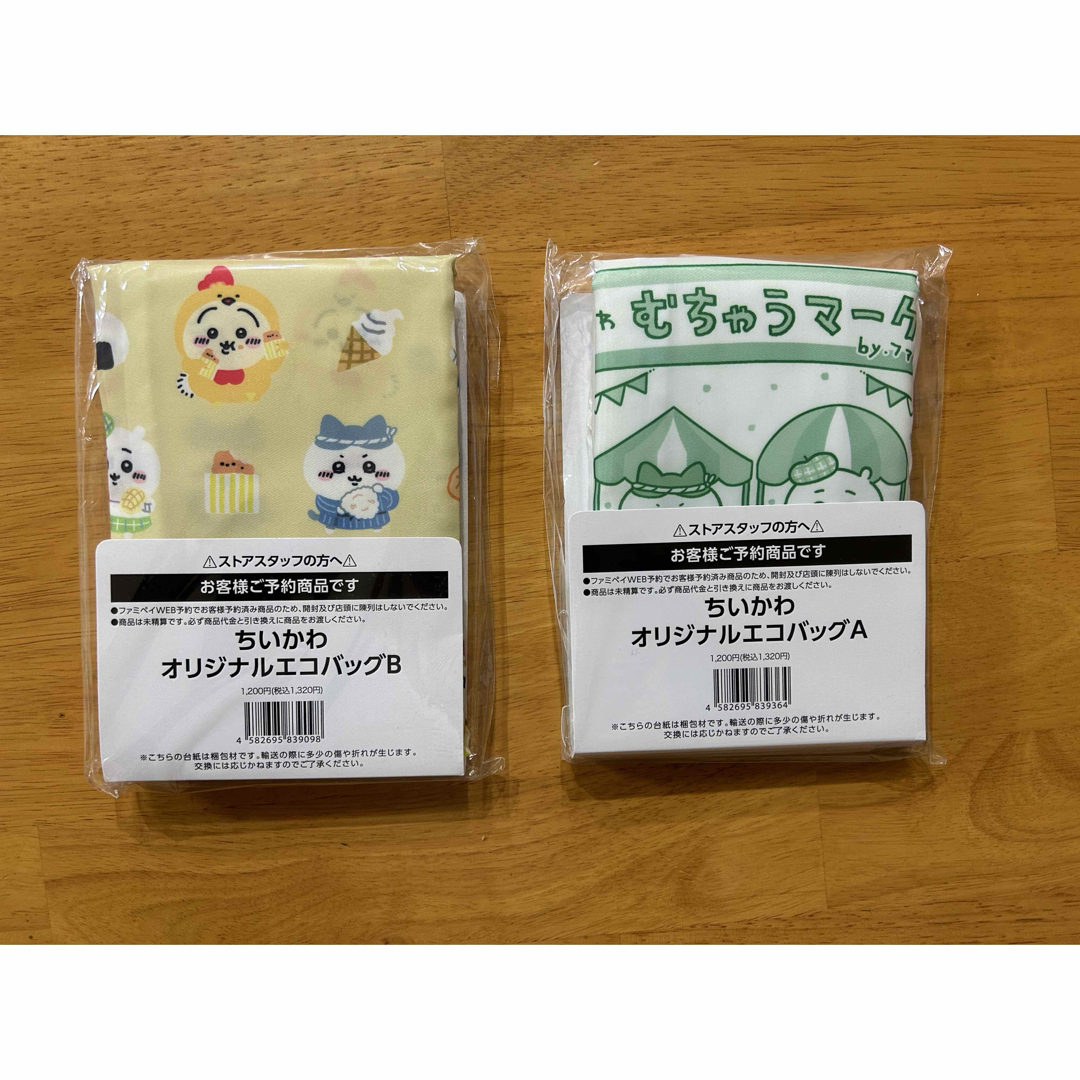 ⚠ストアスタッフの方へ⚠
お客様ご予約商品です
●ファミペイWEB予約でお客様予約済み商品のため、開封及び店頭に陳列はしないでください。
●商品は未精算です。必ず商品代金と引き換えに商品をお渡しください。
ちいかわ
オリジナルエコバッグB
1,200円(税込1,320円)
4 582695 839098
※こちらの台紙は梱包材です。輸送の際に多少の傷や折れが生じます。
交換には応じかねますのでご了承ください。
むちゃうマーケ
by.ファ
⚠ストアスタッフの方へ⚠
お客様ご予約商品です
●ファミペイWEB予約でお客様予約済み商品のため、開封及び店頭に陳列はしないでください。
●商品は未精算です。必ず商品代金と引き換えに商品をお渡しください。
ちいかわ
オリジナルエコバッグA
1,200円(税込1,320円)
4 582695 839364
※こちらの台紙は梱包材です。輸送の際に多少の傷や折れが生じます。
交換には応じかねますのでご了承ください。